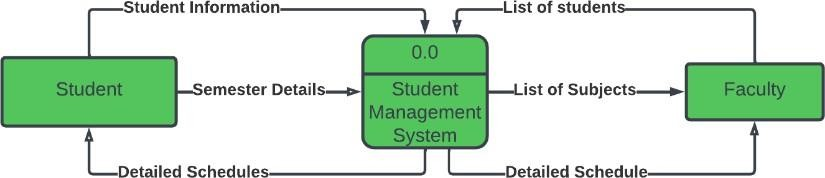 Student Information
List of students
0.0
Student
Semester Details
Student
Management
System
List of Subjects
Faculty
Detailed Schedules
Detailed Schedule